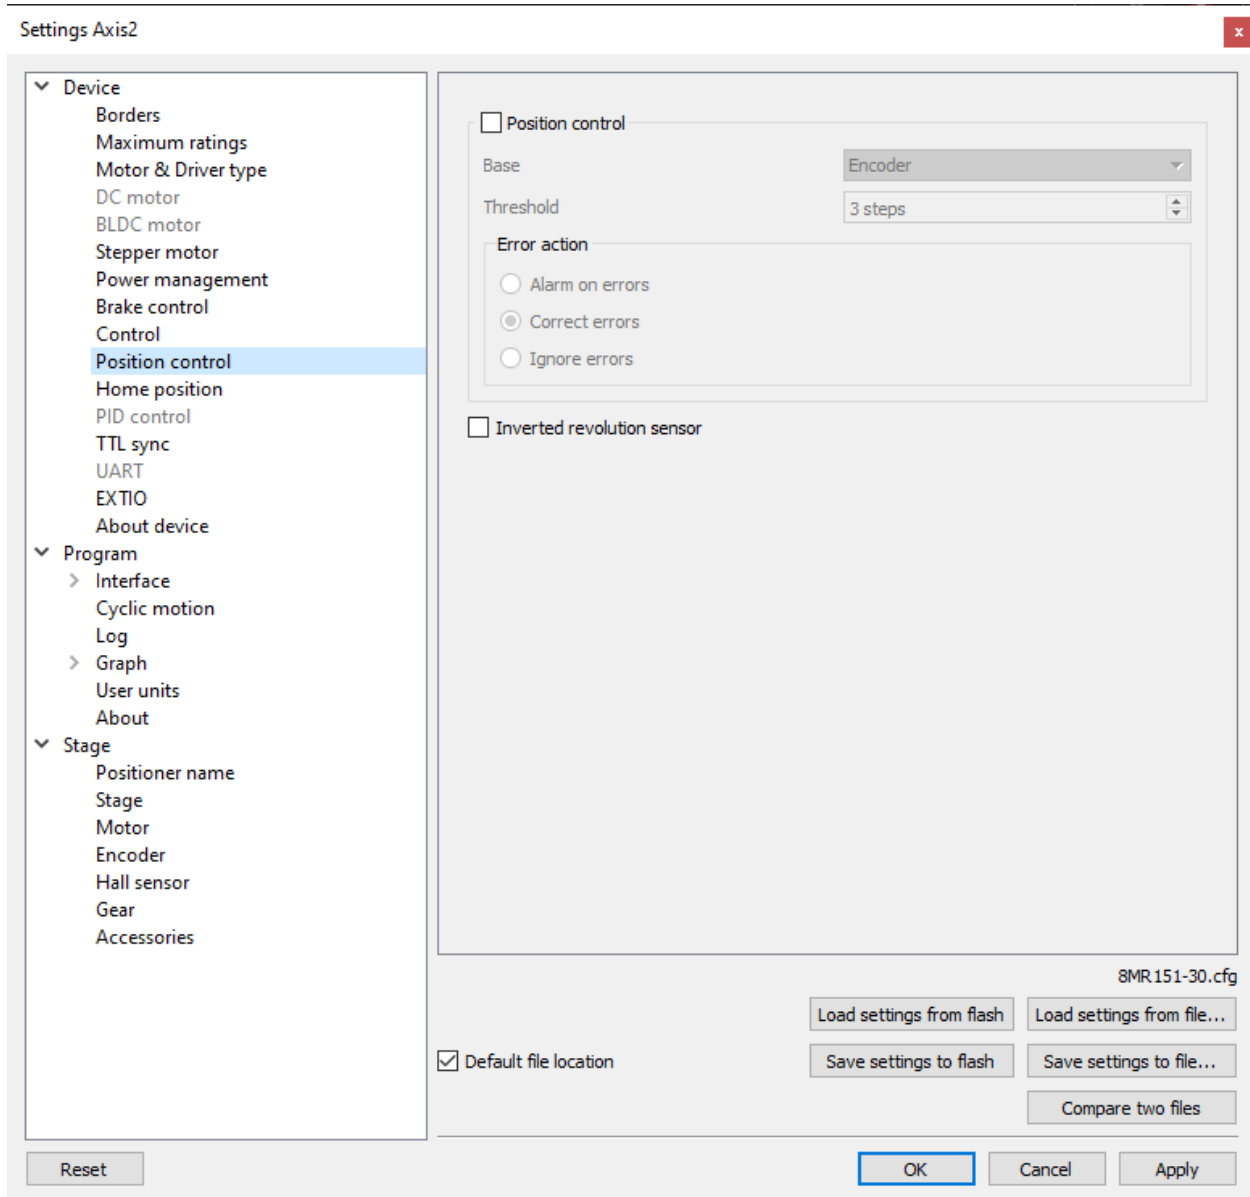 Settings Axis2
x
Device
Borders
Maximum ratings
Motor & Driver type
DC motor
BLDC motor
Stepper motor
Power management
Brake control
Control
Position control
Home position
PID control
TTL sync
UART
EXTIO
About device
Program
Interface
Cyclic motion
Log
Graph
User units
About
Stage
Positioner name
Stage
Motor
Encoder
Hall sensor
Gear
Accessories
Position control
Base Encoder
Threshold 3 steps
Error action
Alarm on errors
Correct errors
Ignore errors
Inverted revolution sensor
8MR151-30.cfg
Load settings from flash Load settings from file...
Default file location Save settings to flash Save settings to file...
Compare two files
Reset OK Cancel Apply